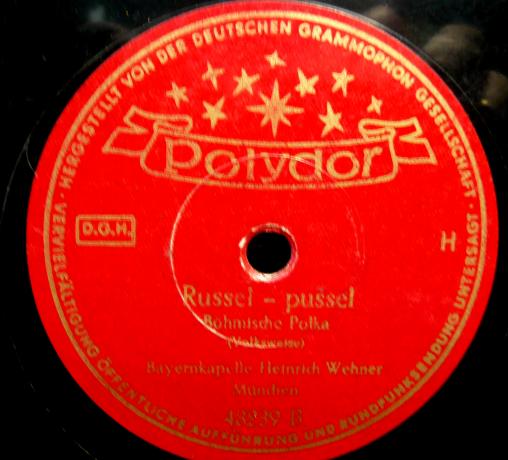 · HERGESTELLT VON DER DEUTSCHEN GRAMMOPHON GESELLSCHAFT ·
VERVIELFÄLTIGUNG ÖFFENTLICHE AUFFÜHRUNG UND RUNDFUNKSENDUNG UNTERSAGT
Polydor
D.G.H.
H
Russel - pussel
Böhmische Polka
(Volksweise)
Bayernkapelle Heinrich Wehner
München
43239 B